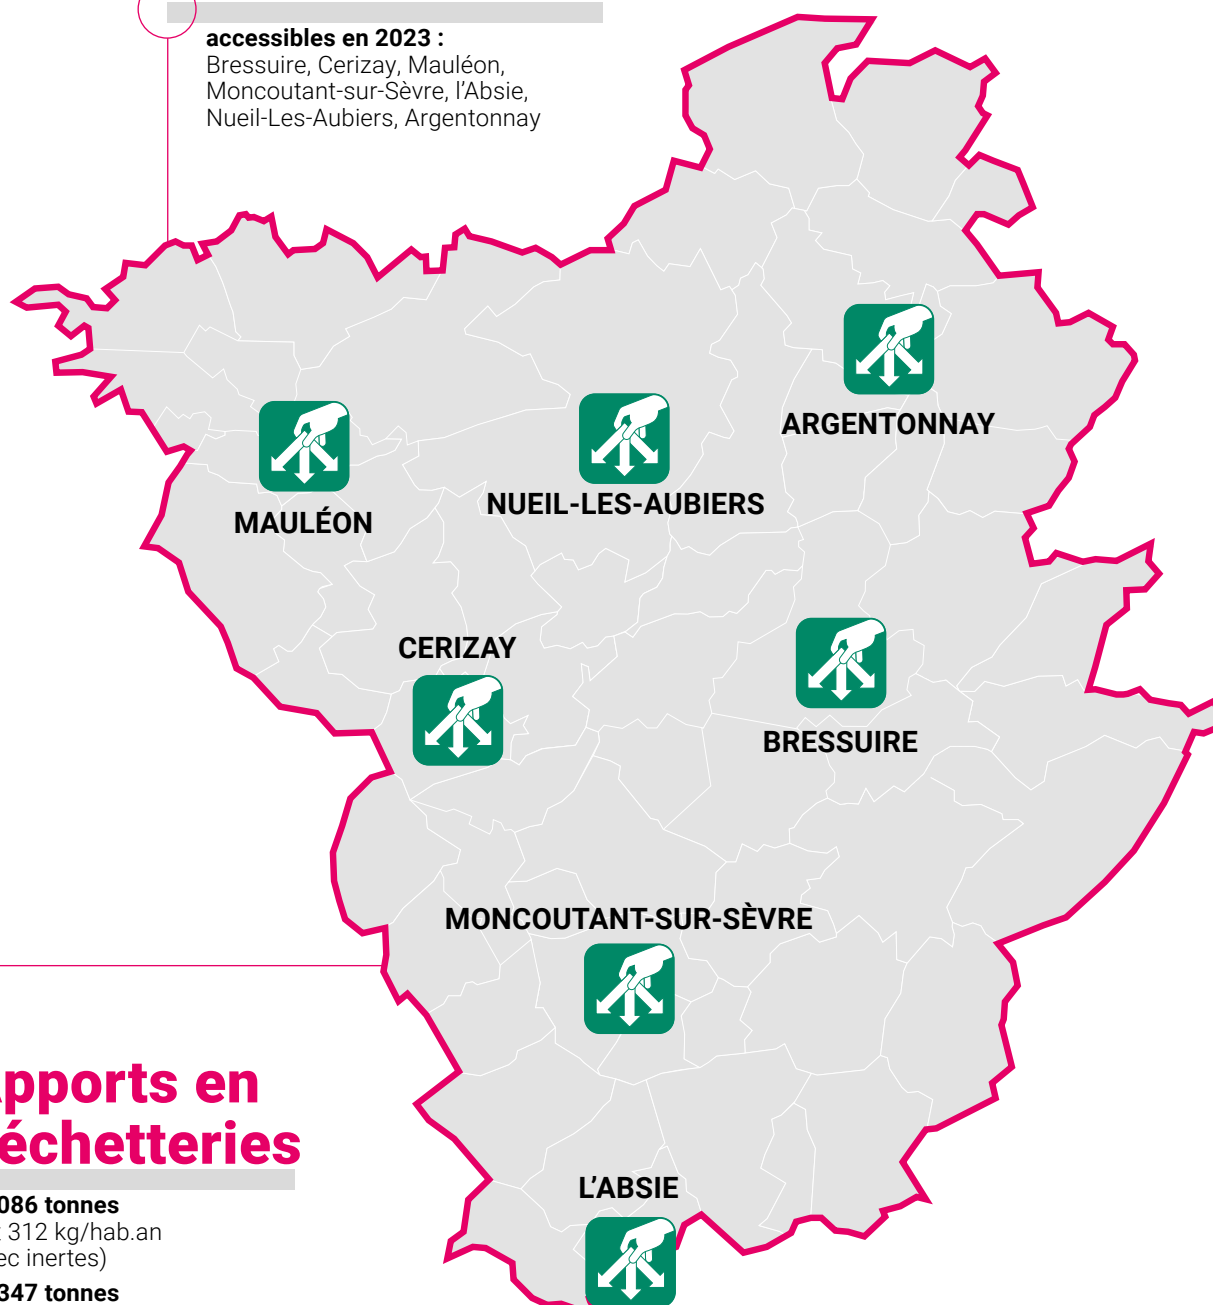 accessibles en 2023 :
Bressuire, Cerizay, Mauléon,
Moncoutant-sur-Sèvre, l'Absie,
Nueil-Les-Aubiers, Argentonnay
ARGENTONNAY
NUEIL-LES-AUBIERS
MAULÉON
CERIZAY
BRESSUIRE
MONCOUTANT-SUR-SÈVRE
L'ABSIE
pports en
échetteries
086 tonnes
: 312 kg/hab.an
ec inertes)
347 tonnes